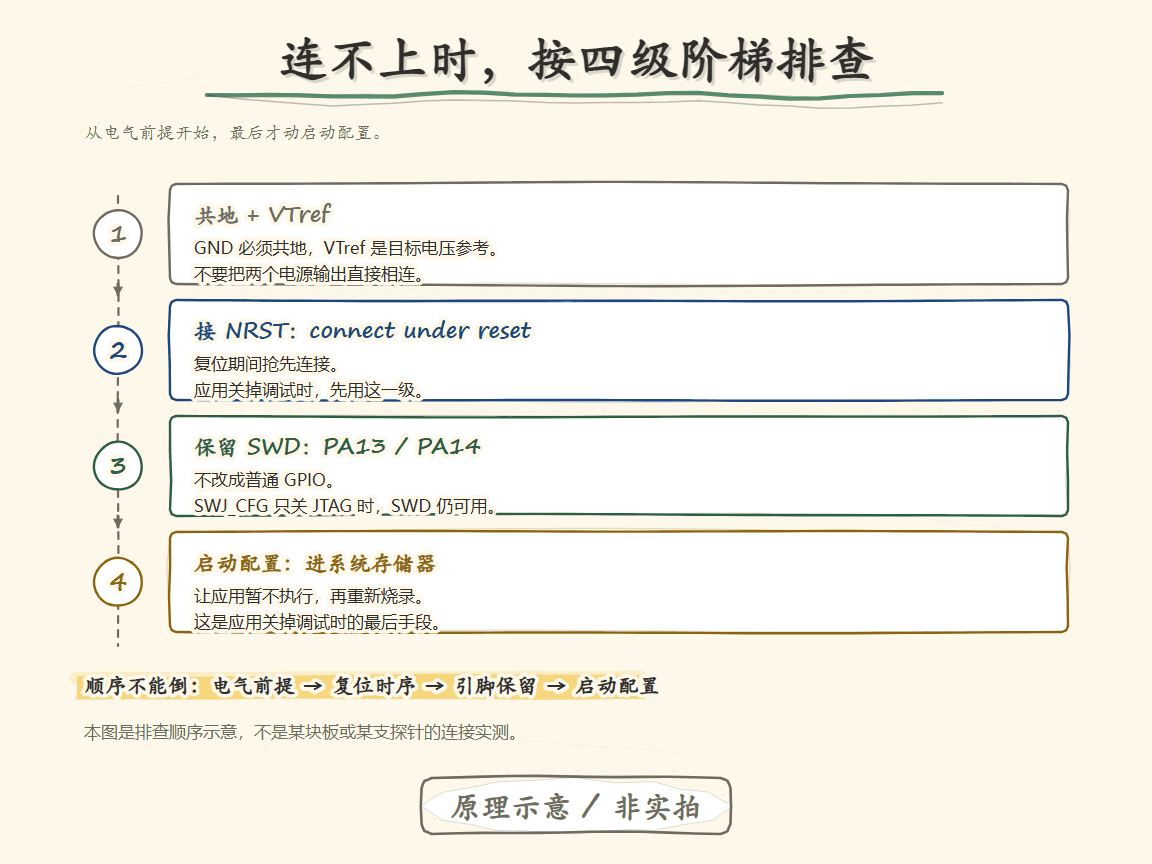 连不上时，按四级阶梯排查
从电气前提开始，最后才动启动配置。
1
共地 + VTref
GND 必须共地，VTref 是目标电压参考。
不要把两个电源输出直接相连。
2
接 NRST：connect under reset
复位期间抢先连接。
应用关掉调试时，先用这一级。
3
保留 SWD：PA13 / PA14
不改成普通 GPIO。
SWJ_CFG 只关 JTAG 时，SWD 仍可用。
4
启动配置：进系统存储器
让应用暂不执行，再重新烧录。
这是应用关掉调试时的最后手段。
顺序不能倒：电气前提 → 复位时序 → 引脚保留 → 启动配置
本图是排查顺序示意，不是某块板或某支探针的连接实测。
原理示意 / 非实拍